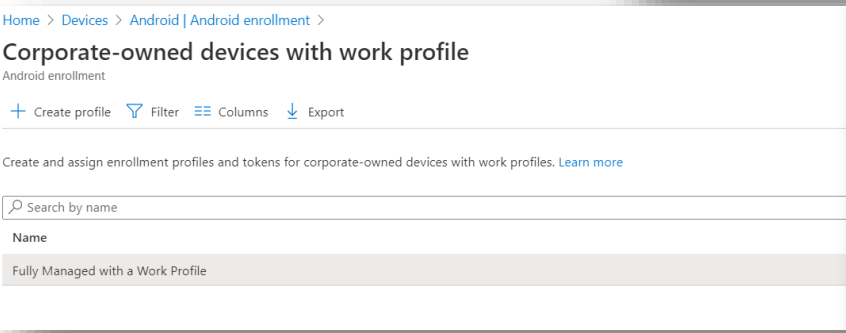 Home > Devices > Android | Android enrollment >
Corporate-owned devices with work profile
Android enrollment
Create profile Filter Columns Export
Create and assign enrollment profiles and tokens for corporate-owned devices with work profiles. Learn more
Search by name
Name
Fully Managed with a Work Profile